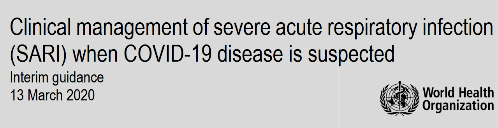 Clinical management of severe acute respiratory infection
(SARI) when COVID-19 disease is suspected
Interim guidance
13 March 2020
World Health
Organization